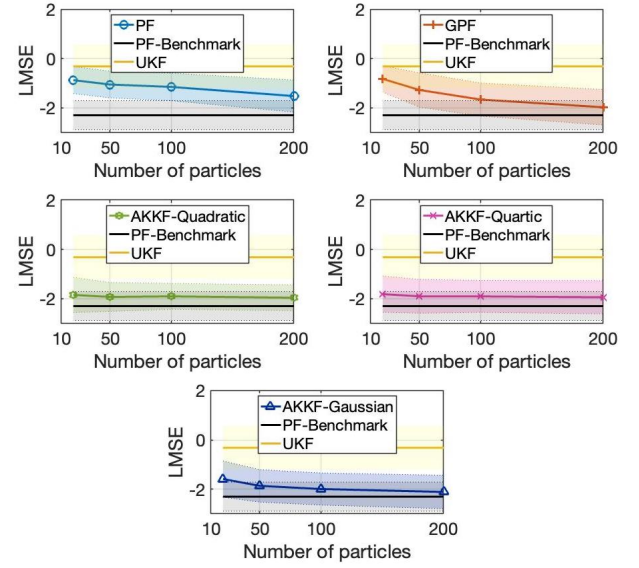 PF
PF-Benchmark
UKF
LMSE
2
0
-2
10 50 100 200
Number of particles
GPF
PF-Benchmark
UKF
LMSE
2
0
-2
10 50 100 200
Number of particles
AKKF-Quadratic
PF-Benchmark
UKF
LMSE
2
0
-2
10 50 100 200
Number of particles
AKKF-Quartic
PF-Benchmark
UKF
LMSE
2
0
-2
10 50 100 200
Number of particles
AKKF-Gaussian
PF-Benchmark
UKF
LMSE
2
0
-2
10 50 100 200
Number of particles